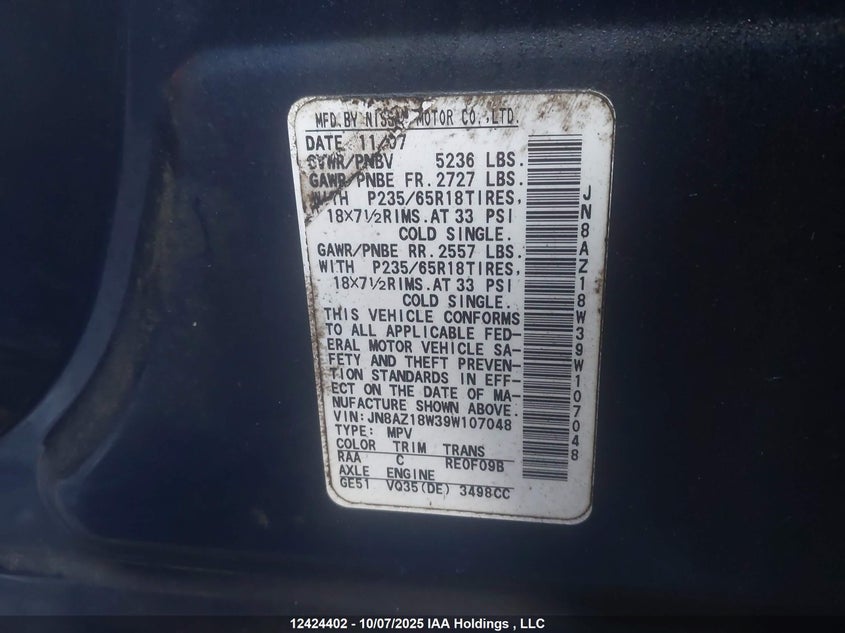 MFD.BY NISSAN MOTOR CO.,LTD.
DATE 11/07
GVWR/PNBV 5236 LBS.
GAWR/PNBE FR.2727 LBS.
WITH P235/65R18TIRES,
18×7½RIMS.AT 33 PSI
COLD SINGLE.
GAWR/PNBE RR.2557 LBS.
WITH P235/65R18TIRES,
18×7½RIMS.AT 33 PSI
COLD SINGLE.
THIS VEHICLE CONFORMS
TO ALL APPLICABLE FED-
ERAL MOTOR VEHICLE SA-
FETY AND THEFT PREVEN-
TION STANDARDS IN EFF-
ECT ON THE DATE OF MA-
NUFACTURE SHOWN ABOVE.
VIN:JN8AZ18W39W107048
TYPE: MPV
COLOR TRIM TRANS
RAA C RE0F09B
AXLE ENGINE
GE51 VQ35(DE) 3498CC
JN8AZ18W39W107048
12424402 - 10/07/2025 IAA Holdings , LLC